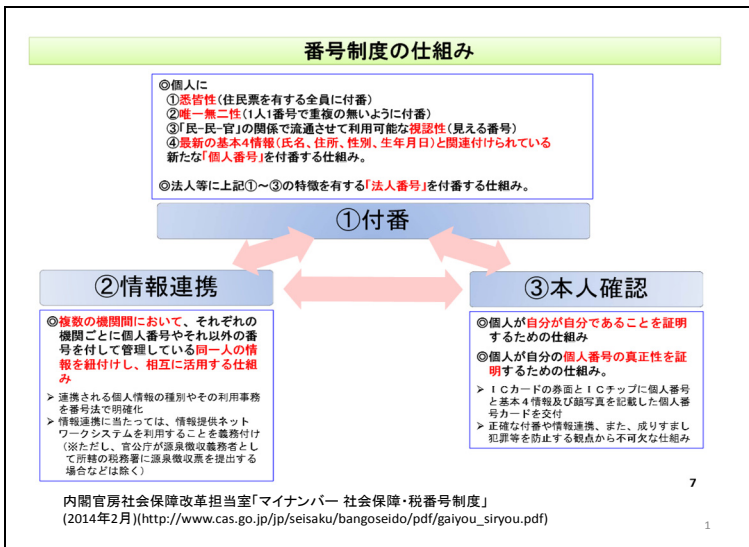 番号制度の仕組み
◎個人に
①悉皆性(住民票を有する全員に付番)
②唯一無二性(1人1番号で重複の無いように付番)
③「民-民-官」の関係で流通させて利用可能な視認性(見える番号)
④最新の基本4情報(氏名、住所、性別、生年月日)と関連付けられている
新たな「個人番号」を付番する仕組み。
◎法人等に上記①~③の特徴を有する「法人番号」を付番する仕組み。
①付番
②情報連携
◎複数の機関間において、それぞれの
機関ごとに個人番号やそれ以外の番
号を付して管理している同一人の情
報を紐付けし、相互に活用する仕組
み
➢ 連携される個人情報の種別やその利用事務
を番号法で明確化
➢ 情報連携に当たっては、情報提供ネット
ワークシステムを利用することを義務付け
(※ただし、官公庁が源泉徴収義務者とし
て所轄の税務署に源泉徴収票を提出する
場合などは除く)
③本人確認
◎個人が自分が自分であることを証明
するための仕組み
◎個人が自分の個人番号の真正性を証
明するための仕組み。
➢ ICカードの券面とICチップに個人番号
と基本4情報及び顔写真を記載した個人番
号カードを交付
➢ 正確な付番や情報連携、また、成りすまし
犯罪等を防止する観点から不可欠な仕組み
7
内閣官房社会保障改革担当室「マイナンバー 社会保障・税番号制度」
(2014年2月)(http://www.cas.go.jp/jp/seisaku/bangoseido/pdf/gaiyou_siryou.pdf)
1